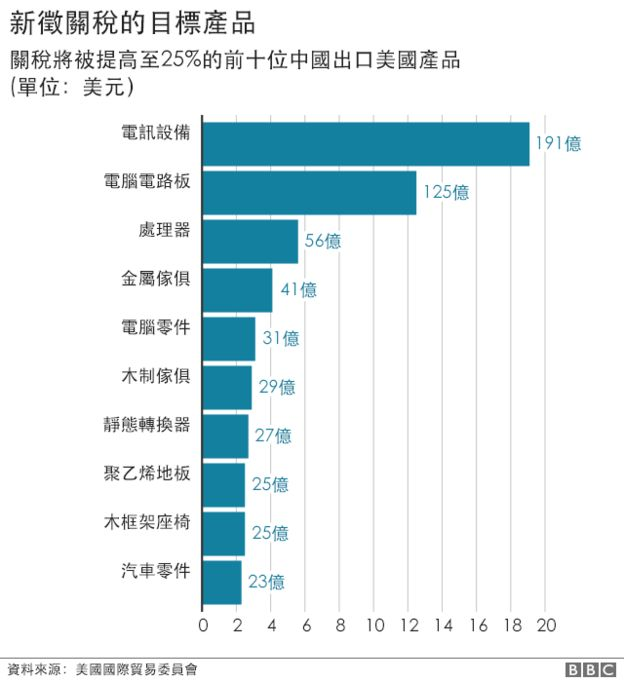 新徵關稅的目標產品
關稅將被提高至25%的前十位中國出口美國產品
(單位：美元)
電訊設備 191億
電腦電路板 125億
處理器 56億
金屬傢俱 41億
電腦零件 31億
木制傢俱 29億
靜態轉換器 27億
聚乙烯地板 25億
木框架座椅 25億
汽車零件 23億
0 2 4 6 8 10 12 14 16 18 20
資料來源：美國國際貿易委員會 BBC